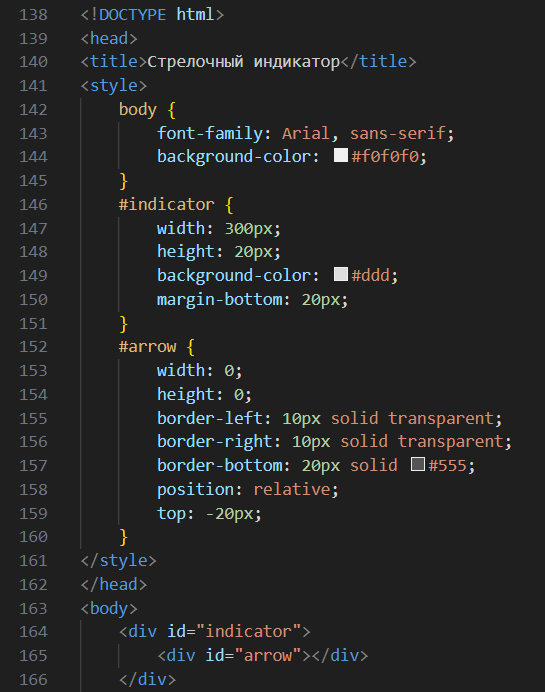 138 <!DOCTYPE html>
139 <head>
140 <title>Стрелочный индикатор</title>
141 <style>
142     body {
143         font-family: Arial, sans-serif;
144         background-color: #f0f0f0;
145     }
146     #indicator {
147         width: 300px;
148         height: 20px;
149         background-color: #ddd;
150         margin-bottom: 20px;
151     }
152     #arrow {
153         width: 0;
154         height: 0;
155         border-left: 10px solid transparent;
156         border-right: 10px solid transparent;
157         border-bottom: 20px solid #555;
158         position: relative;
159         top: -20px;
160     }
161 </style>
162 </head>
163 <body>
164     <div id="indicator">
165         <div id="arrow"></div>
166     </div>